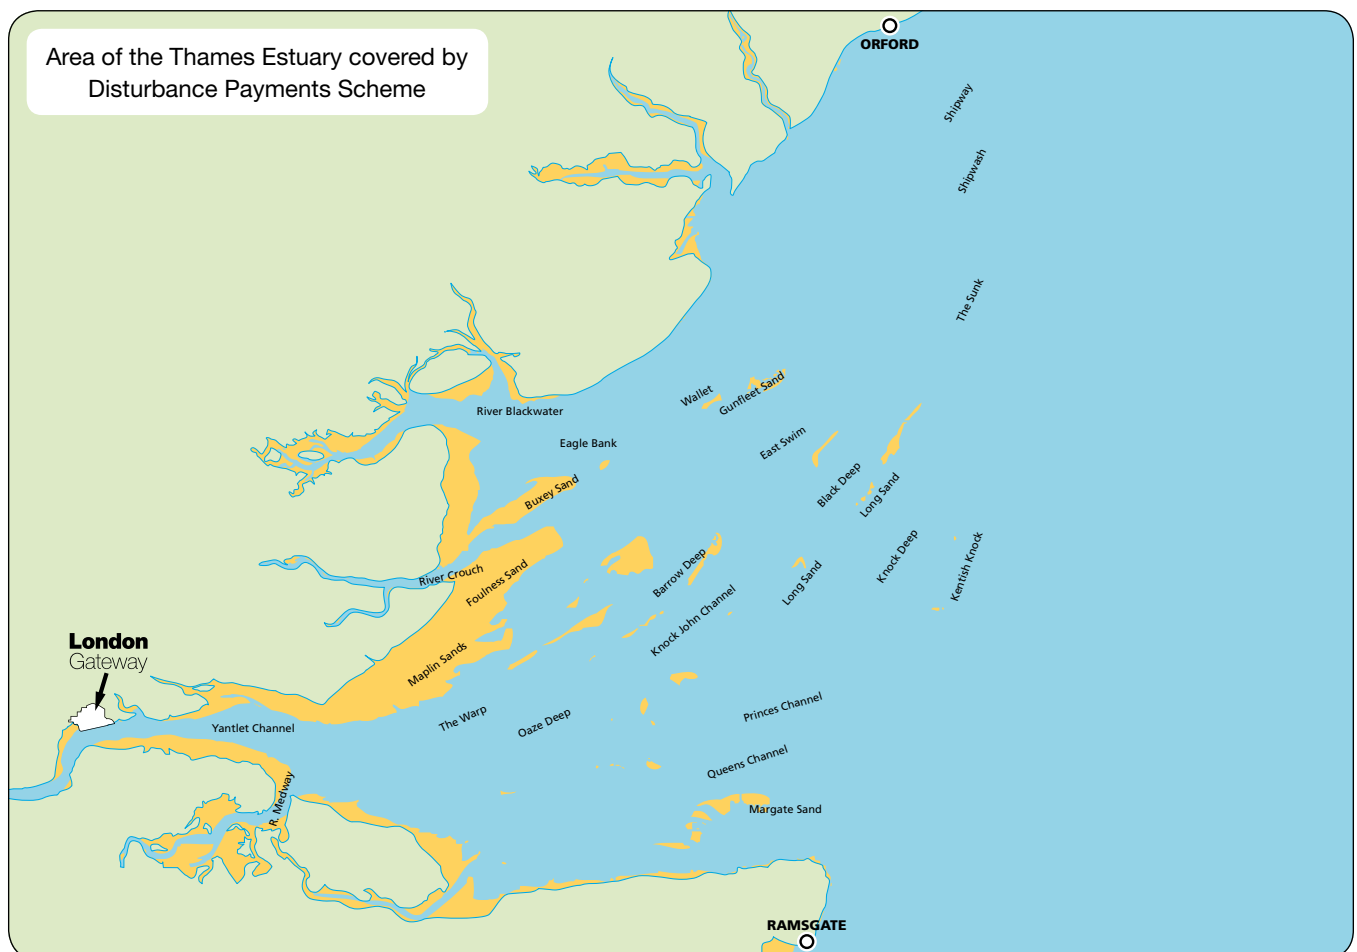 Area of the Thames Estuary covered by
Disturbance Payments Scheme
ORFORD
Shipway
Shipwash
The Sunk
Wallet
Gunfleet Sand
River Blackwater
Eagle Bank
East Swim
Buxey Sand
Black Deep
Long Sand
River Crouch
Foulness Sand
Barrow Deep
Long Sand
Knock Deep
Kentish Knock
Knock John Channel
London
Gateway
Maplin Sands
Yantlet Channel
The Warp
Oaze Deep
Princes Channel
Queens Channel
R. Medway
Margate Sand
RAMSGATE